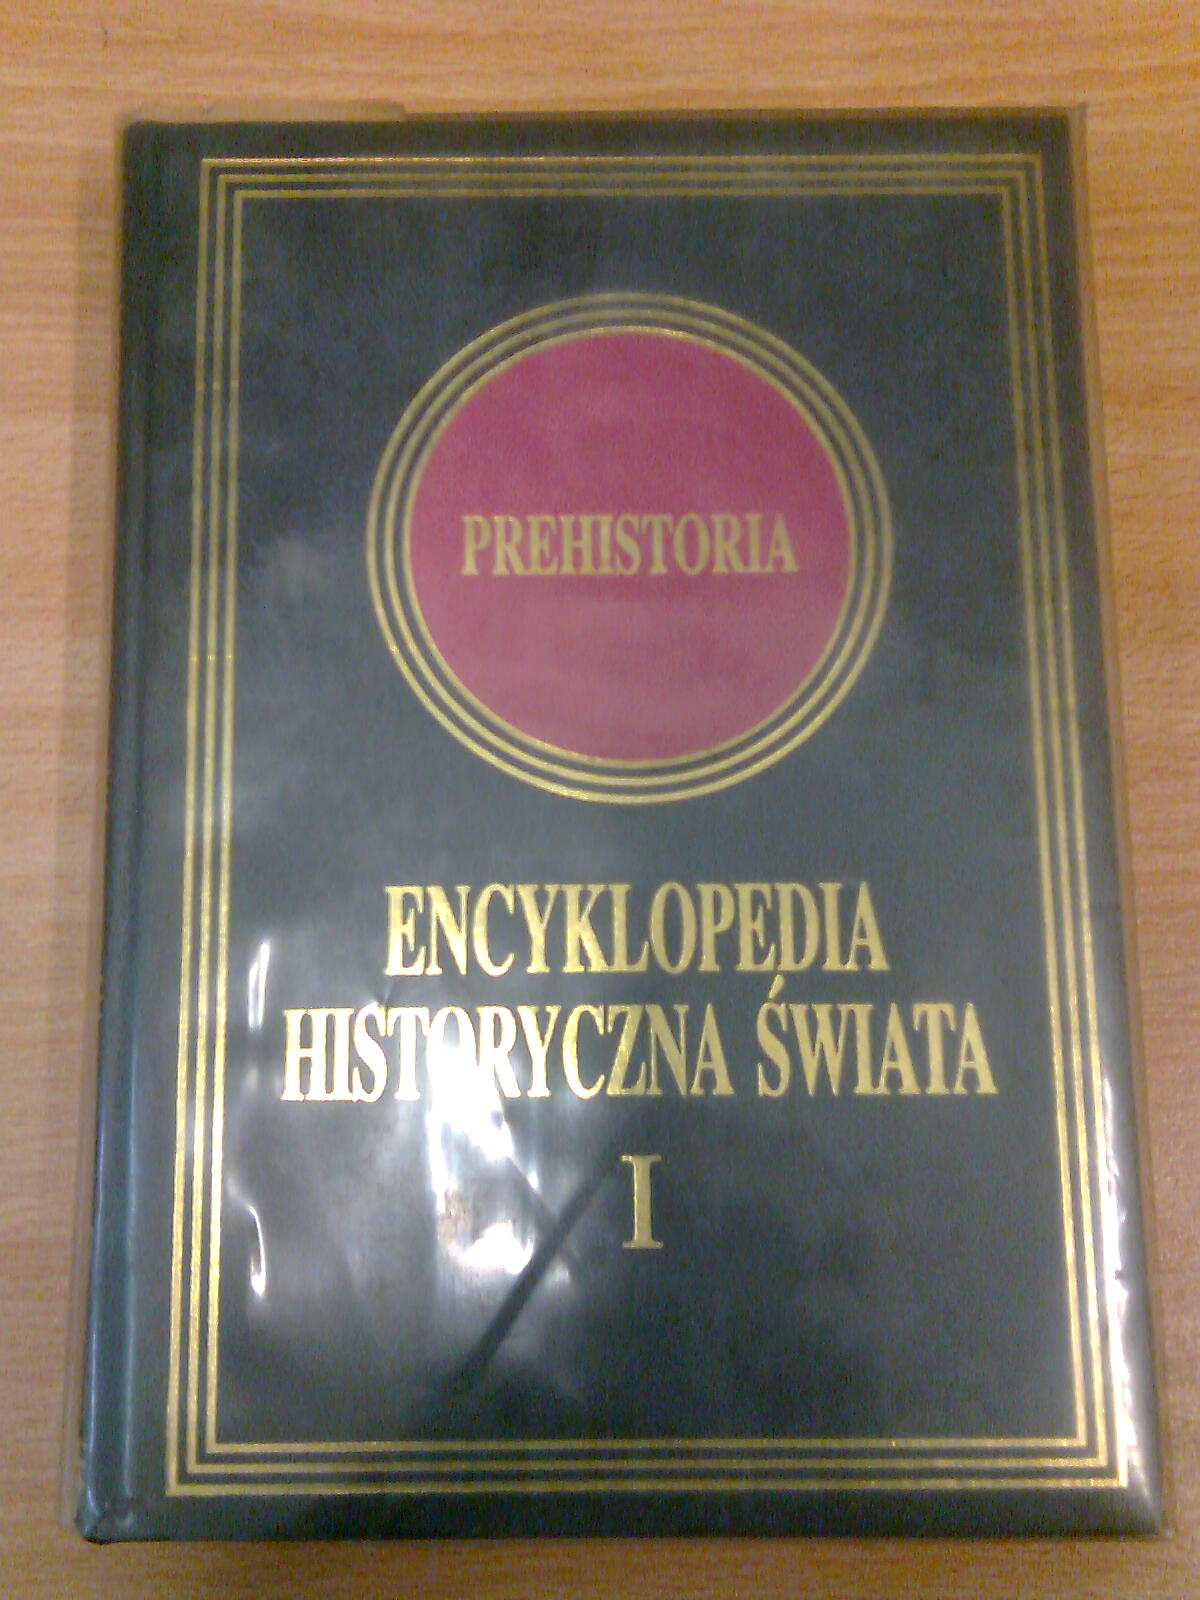 PREHISTORIA
ENCYKLOPEDIA
HISTORYCZNA ŚWIATA
I